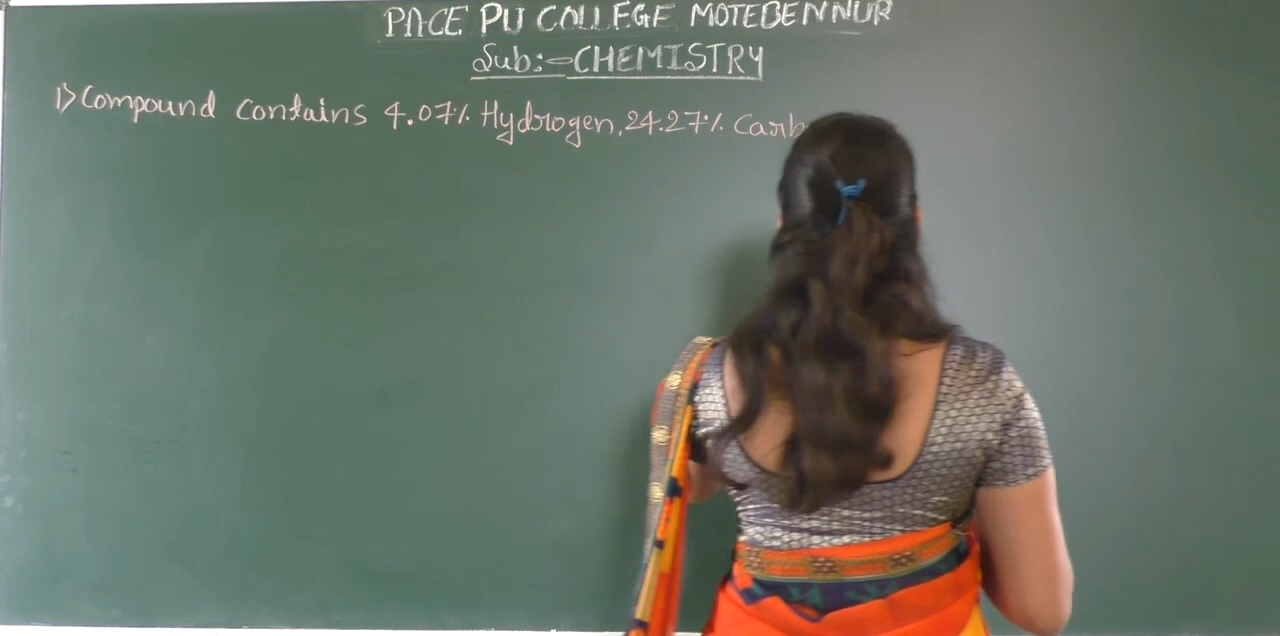 PACE PU COLLEGE MOTEBENNUR
Sub:- CHEMISTRY
1> Compound contains 4.07% Hydrogen, 24.27% Carb